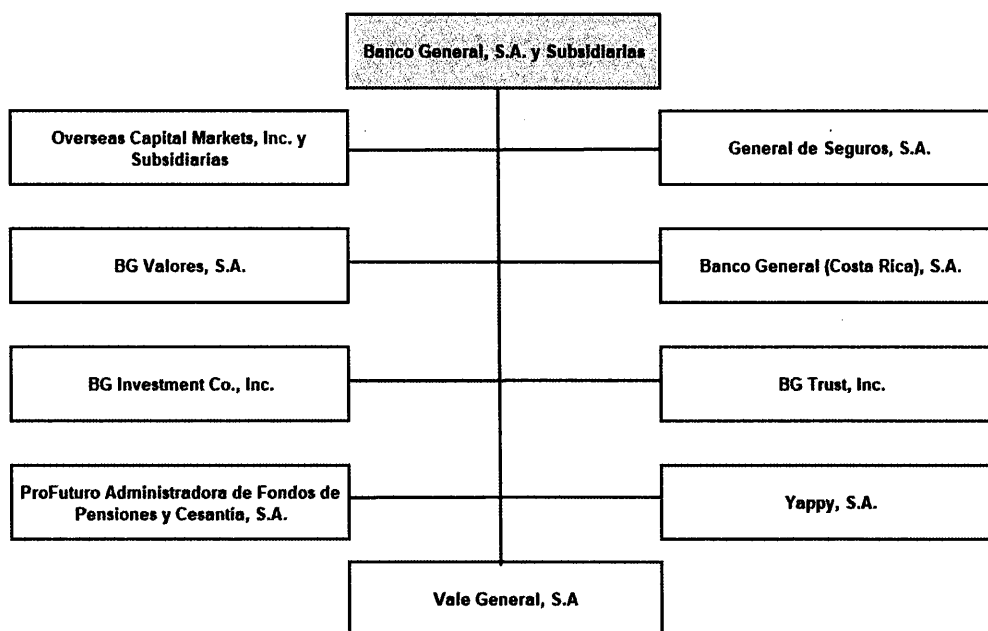 Banco General, S.A. y Subsidiarias
Overseas Capital Markets, Inc. y
Subsidiarias
General de Seguros, S.A.
BG Valores, S.A.
Banco General (Costa Rica), S.A.
BG Investment Co., Inc.
BG Trust, Inc.
ProFuturo Administradora de Fondos de
Pensiones y Cesantía, S.A.
Yappy, S.A.
Vale General, S.A